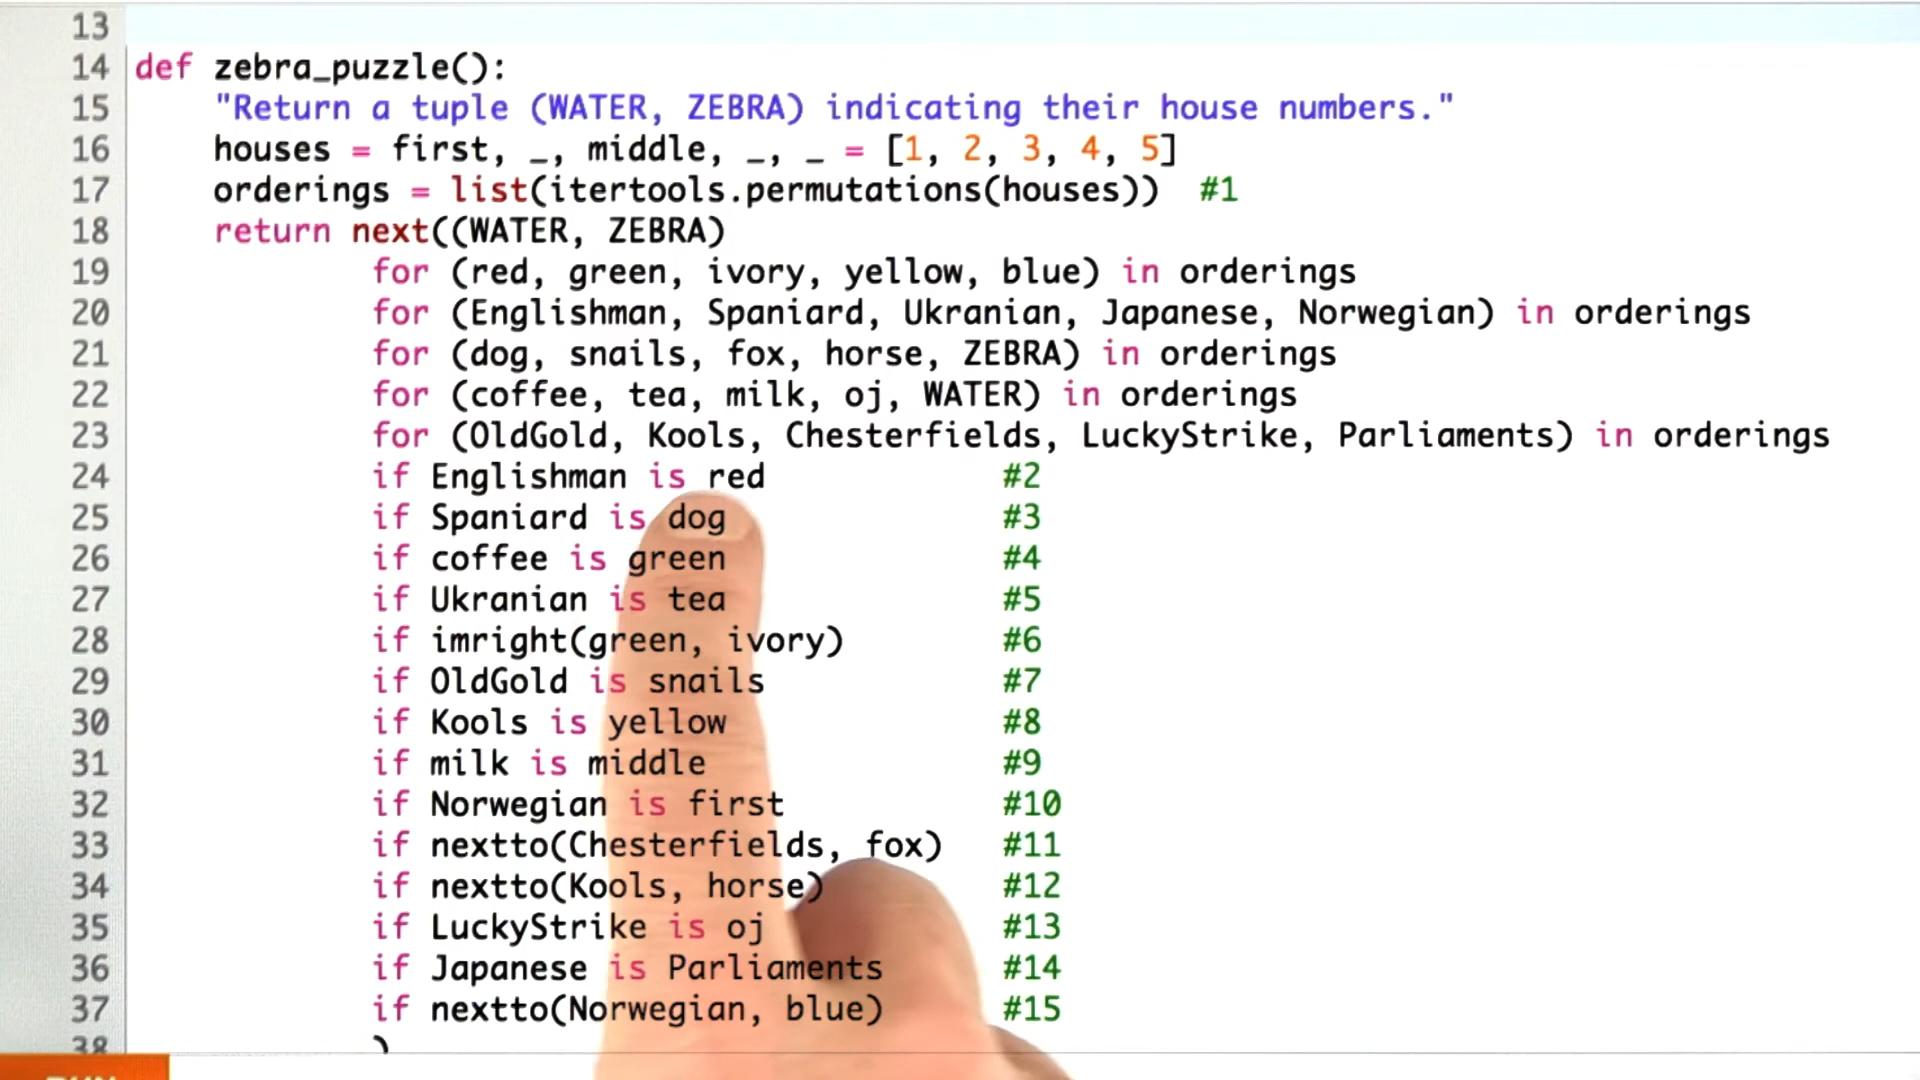 13
14 def zebra_puzzle():
15 "Return a tuple (WATER, ZEBRA) indicating their house numbers."
16 houses = first, _, middle, _, _ = [1, 2, 3, 4, 5]
17 orderings = list(itertools.permutations(houses)) #1
18 return next((WATER, ZEBRA)
19 for (red, green, ivory, yellow, blue) in orderings
20 for (Englishman, Spaniard, Ukranian, Japanese, Norwegian) in orderings
21 for (dog, snails, fox, horse, ZEBRA) in orderings
22 for (coffee, tea, milk, oj, WATER) in orderings
23 for (OldGold, Kools, Chesterfields, LuckyStrike, Parliaments) in orderings
24 if Englishman is red #2
25 if Spaniard is dog #3
26 if coffee is green #4
27 if Ukranian is tea #5
28 if imright(green, ivory) #6
29 if OldGold is snails #7
30 if Kools is yellow #8
31 if milk is middle #9
32 if Norwegian is first #10
33 if nextto(Chesterfields, fox) #11
34 if nextto(Kools, horse) #12
35 if LuckyStrike is oj #13
36 if Japanese is Parliaments #14
37 if nextto(Norwegian, blue) #15
38 )